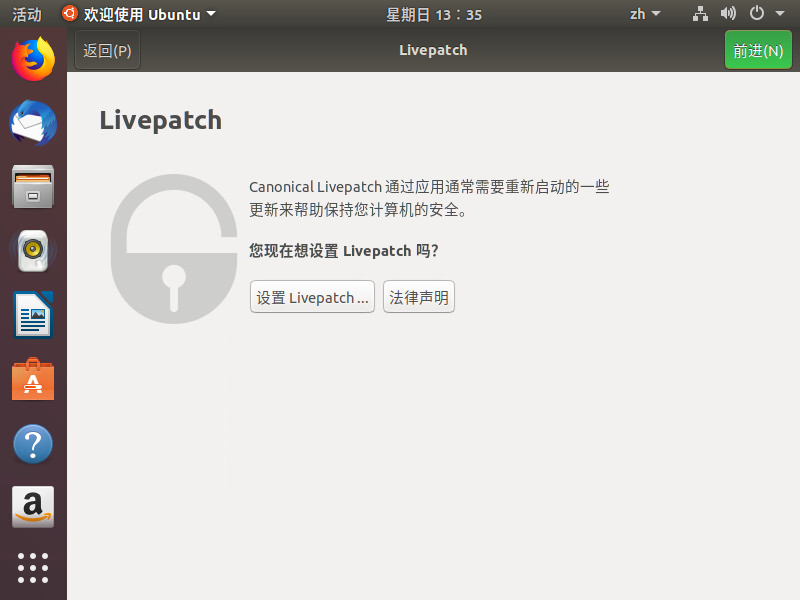 活动 欢迎使用 Ubuntu 星期日 13：35 zh
返回(P) Livepatch 前进(N)
Livepatch
Canonical Livepatch 通过应用通常需要重新启动的一些
更新来帮助保持您计算机的安全。
您现在想设置 Livepatch 吗?
设置 Livepatch... 法律声明